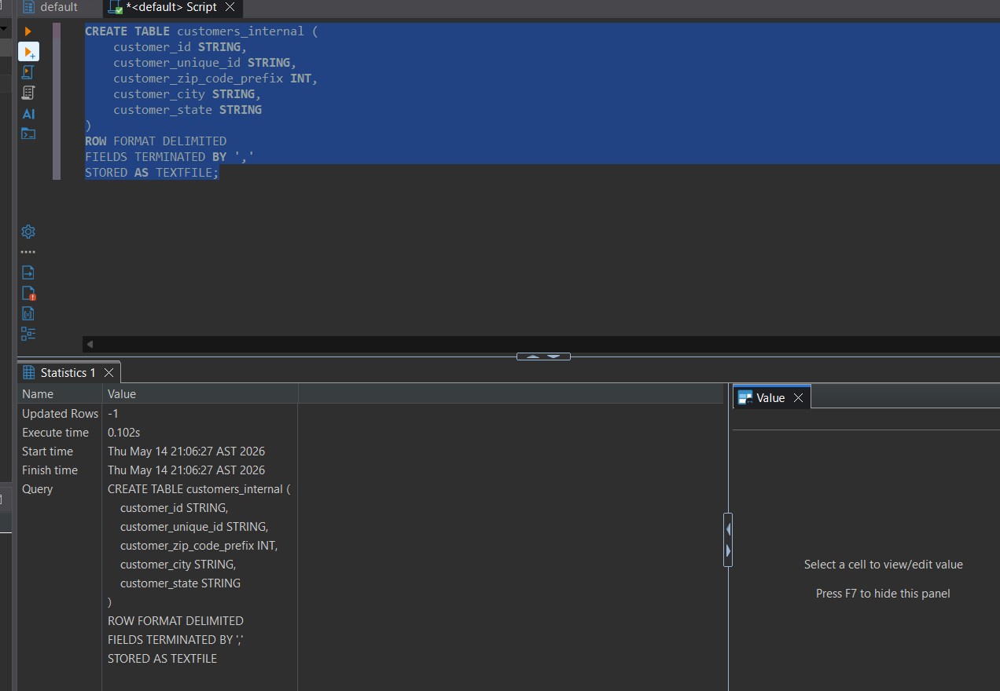 default
*<default> Script
CREATE TABLE customers_internal (
customer_id STRING,
customer_unique_id STRING,
customer_zip_code_prefix INT,
customer_city STRING,
customer_state STRING
)
ROW FORMAT DELIMITED
FIELDS TERMINATED BY ','
STORED AS TEXTFILE;
AI
Statistics 1
Name Value
Updated Rows -1
Execute time 0.102s
Start time Thu May 14 21:06:27 AST 2026
Finish time Thu May 14 21:06:27 AST 2026
Query CREATE TABLE customers_internal (
customer_id STRING,
customer_unique_id STRING,
customer_zip_code_prefix INT,
customer_city STRING,
customer_state STRING
)
ROW FORMAT DELIMITED
FIELDS TERMINATED BY ','
STORED AS TEXTFILE
Value
Select a cell to view/edit value
Press F7 to hide this panel